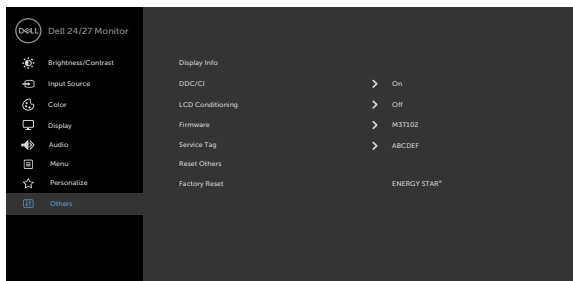 DELL Dell 24/27 Monitor
Brightness/Contrast Display Info
Input Source DDC/CI On
Color LCD Conditioning Off
Display Firmware M3T102
Audio Service Tag ABCDEF
Menu Reset Others
Personalize Factory Reset ENERGY STAR®
Others